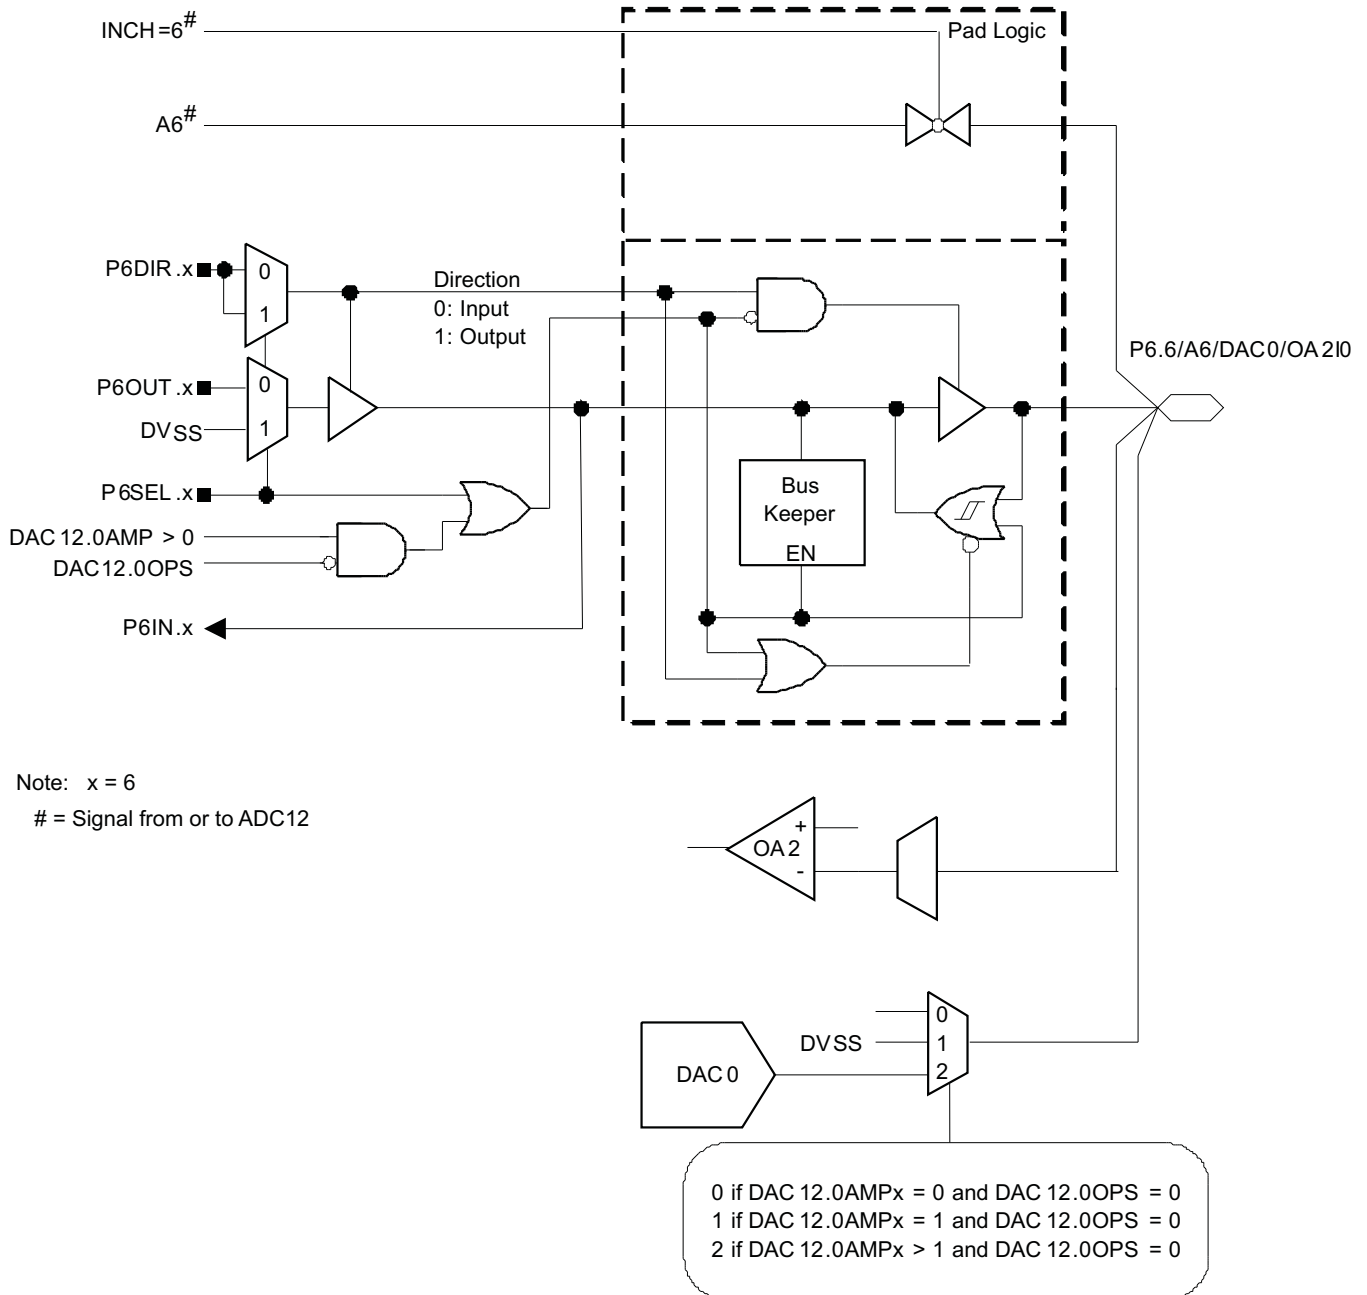 INCH=6#
Pad Logic
A6#
P6DIR.x
0
1
Direction
0: Input
1: Output
P6.6/A6/DAC0/OA2I0
P6OUT.x
0
DVSS
1
P6SEL.x
Bus
Keeper
EN
DAC12.0AMP > 0
DAC12.0OPS
P6IN.x
Note: x = 6
# = Signal from or to ADC12
+
OA2
-
0
DVSS
1
DAC0
2
0 if DAC12.0AMPx = 0 and DAC12.0OPS = 0
1 if DAC12.0AMPx = 1 and DAC12.0OPS = 0
2 if DAC12.0AMPx > 1 and DAC12.0OPS = 0